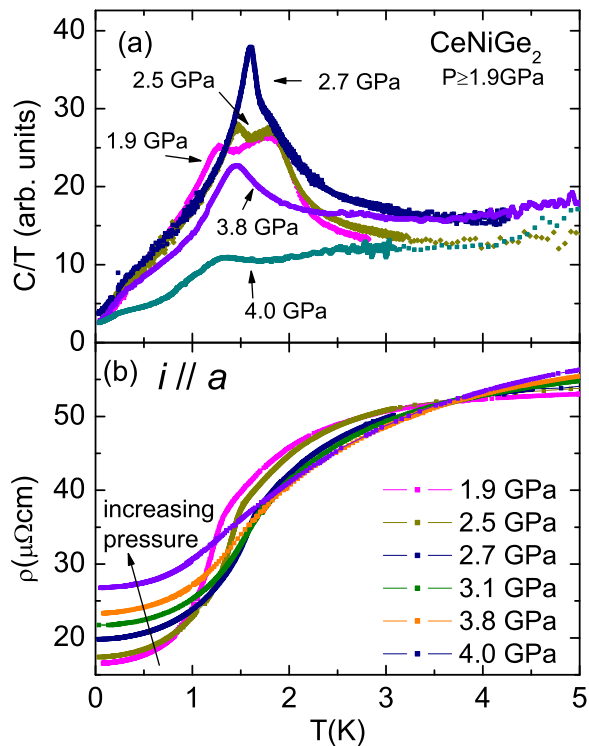 (a)
CeNiGe₂
P≥1.9GPa
2.5 GPa
2.7 GPa
1.9 GPa
3.8 GPa
4.0 GPa
C/T (arb. units)
40
30
20
10
0
(b)
i // a
increasing
pressure
1.9 GPa
2.5 GPa
2.7 GPa
3.1 GPa
3.8 GPa
4.0 GPa
ρ(μΩcm)
50
40
30
20
0 1 2 3 4 5
T(K)